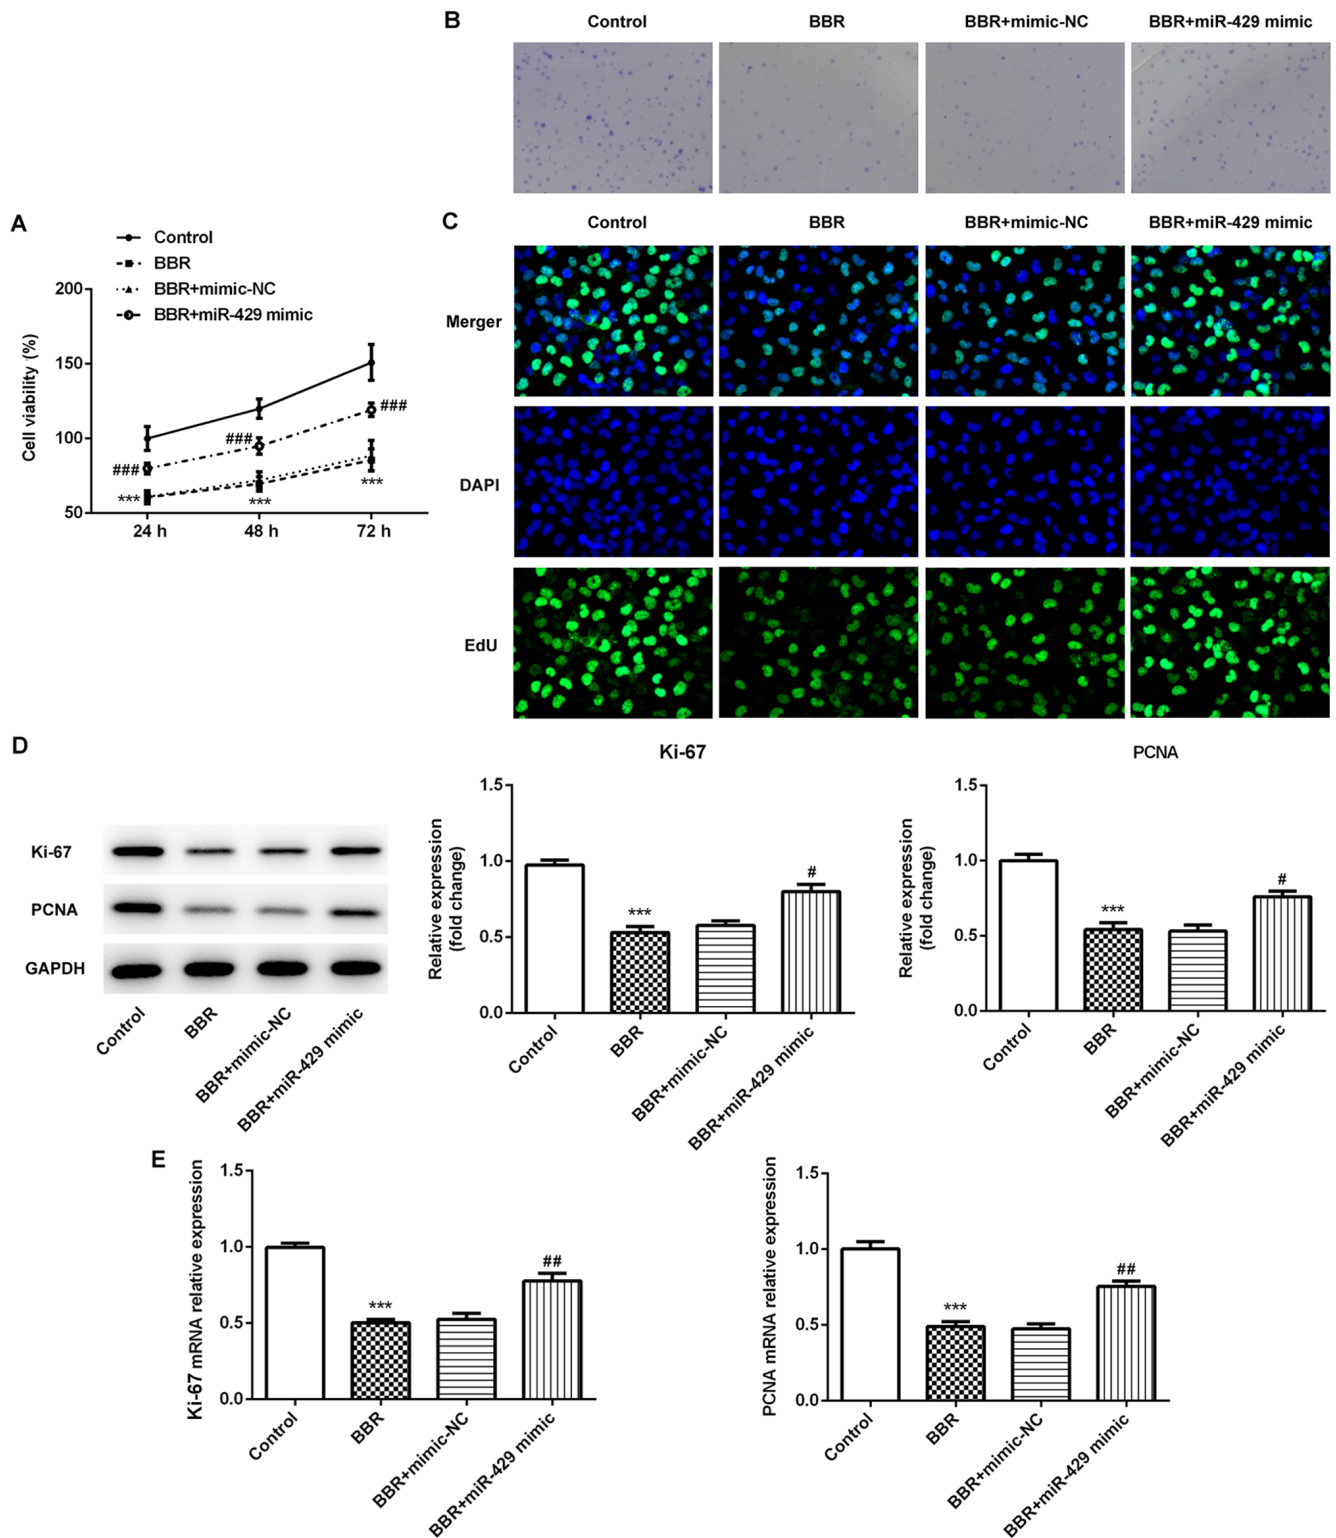 B
Control
BBR
BBR+mimic-NC
BBR+miR-429 mimic
A
Control
BBR
BBR+mimic-NC
BBR+miR-429 mimic
Cell viability (%)
200
150
100
50
###
###
###
***
***
***
24 h
48 h
72 h
C
Control
BBR
BBR+mimic-NC
BBR+miR-429 mimic
Merger
DAPI
EdU
D
Ki-67
PCNA
GAPDH
Control
BBR
BBR+mimic-NC
BBR+miR-429 mimic
Ki-67
Relative expression
(fold change)
1.5
1.0
0.5
0.0
***
#
Control
BBR
BBR+mimic-NC
BBR+miR-429 mimic
PCNA
Relative expression
(fold change)
1.5
1.0
0.5
0.0
***
#
Control
BBR
BBR+mimic-NC
BBR+miR-429 mimic
E
Ki-67 mRNA relative expression
1.5
1.0
0.5
0.0
***
##
Control
BBR
BBR+mimic-NC
BBR+miR-429 mimic
PCNA mRNA relative expression
1.5
1.0
0.5
0.0
***
##
Control
BBR
BBR+mimic-NC
BBR+miR-429 mimic